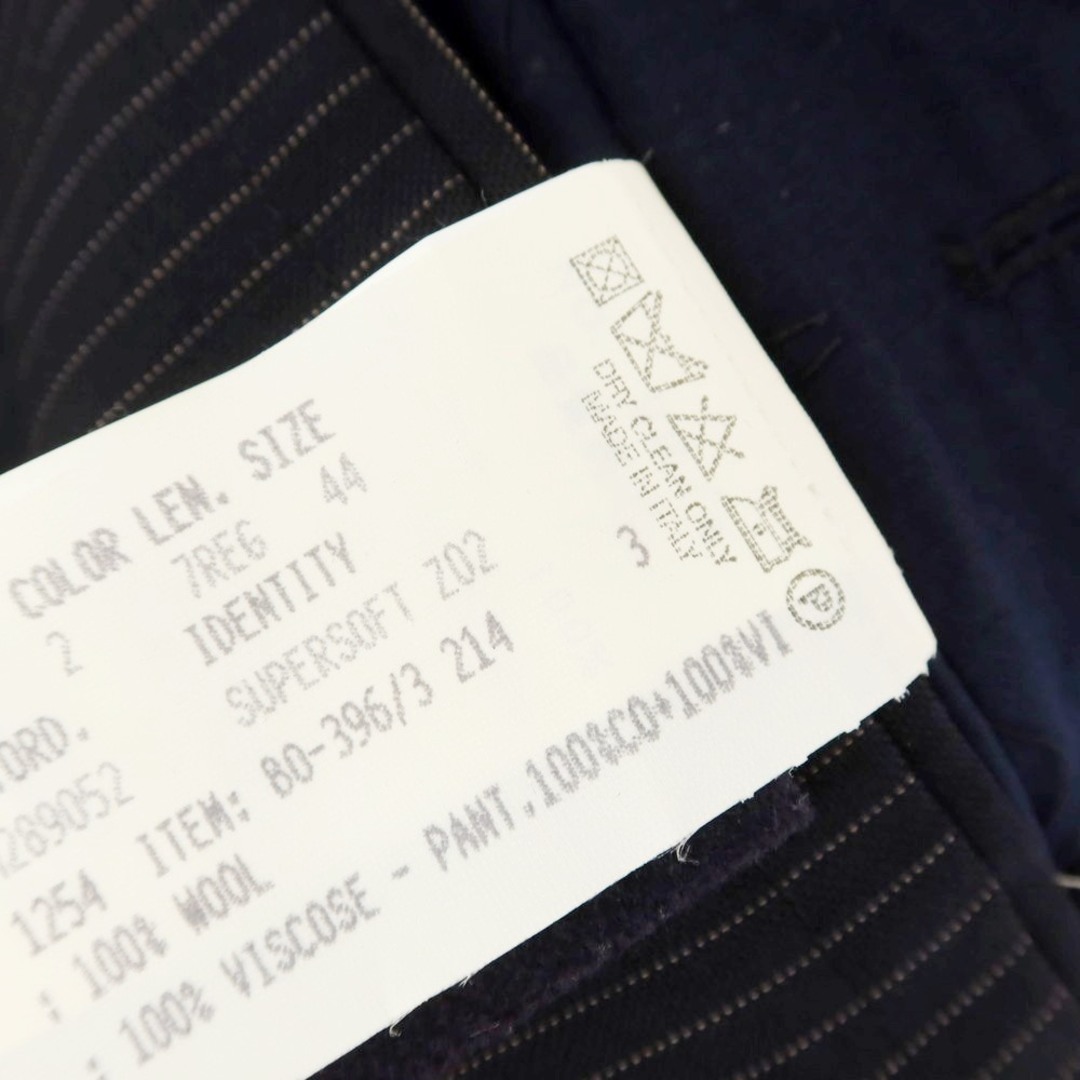 COLOR LEN. SIZE
7REG 44
2 IDENTITY
SUPERSOFT Z02 3
ORD.
289052
1254 ITEM: BO-396/3 214
: 100% WOOL
: 100% VISCOSE - PANT.100%CO+100%VI
DRY CLEAN ONLY
MADE IN ITALY
P